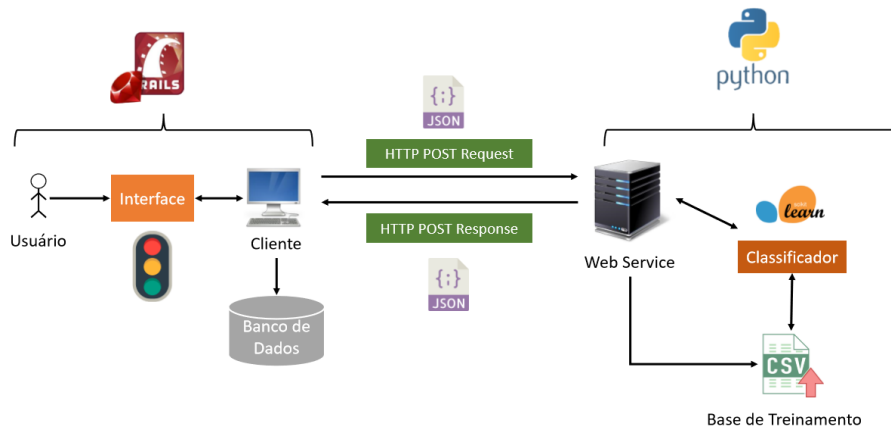 RAILS
python
{;}
JSON
HTTP POST Request
Usuário
Interface
Cliente
HTTP POST Response
{;}
JSON
Banco de
Dados
Web Service
learn
Classificador
CSV
Base de Treinamento